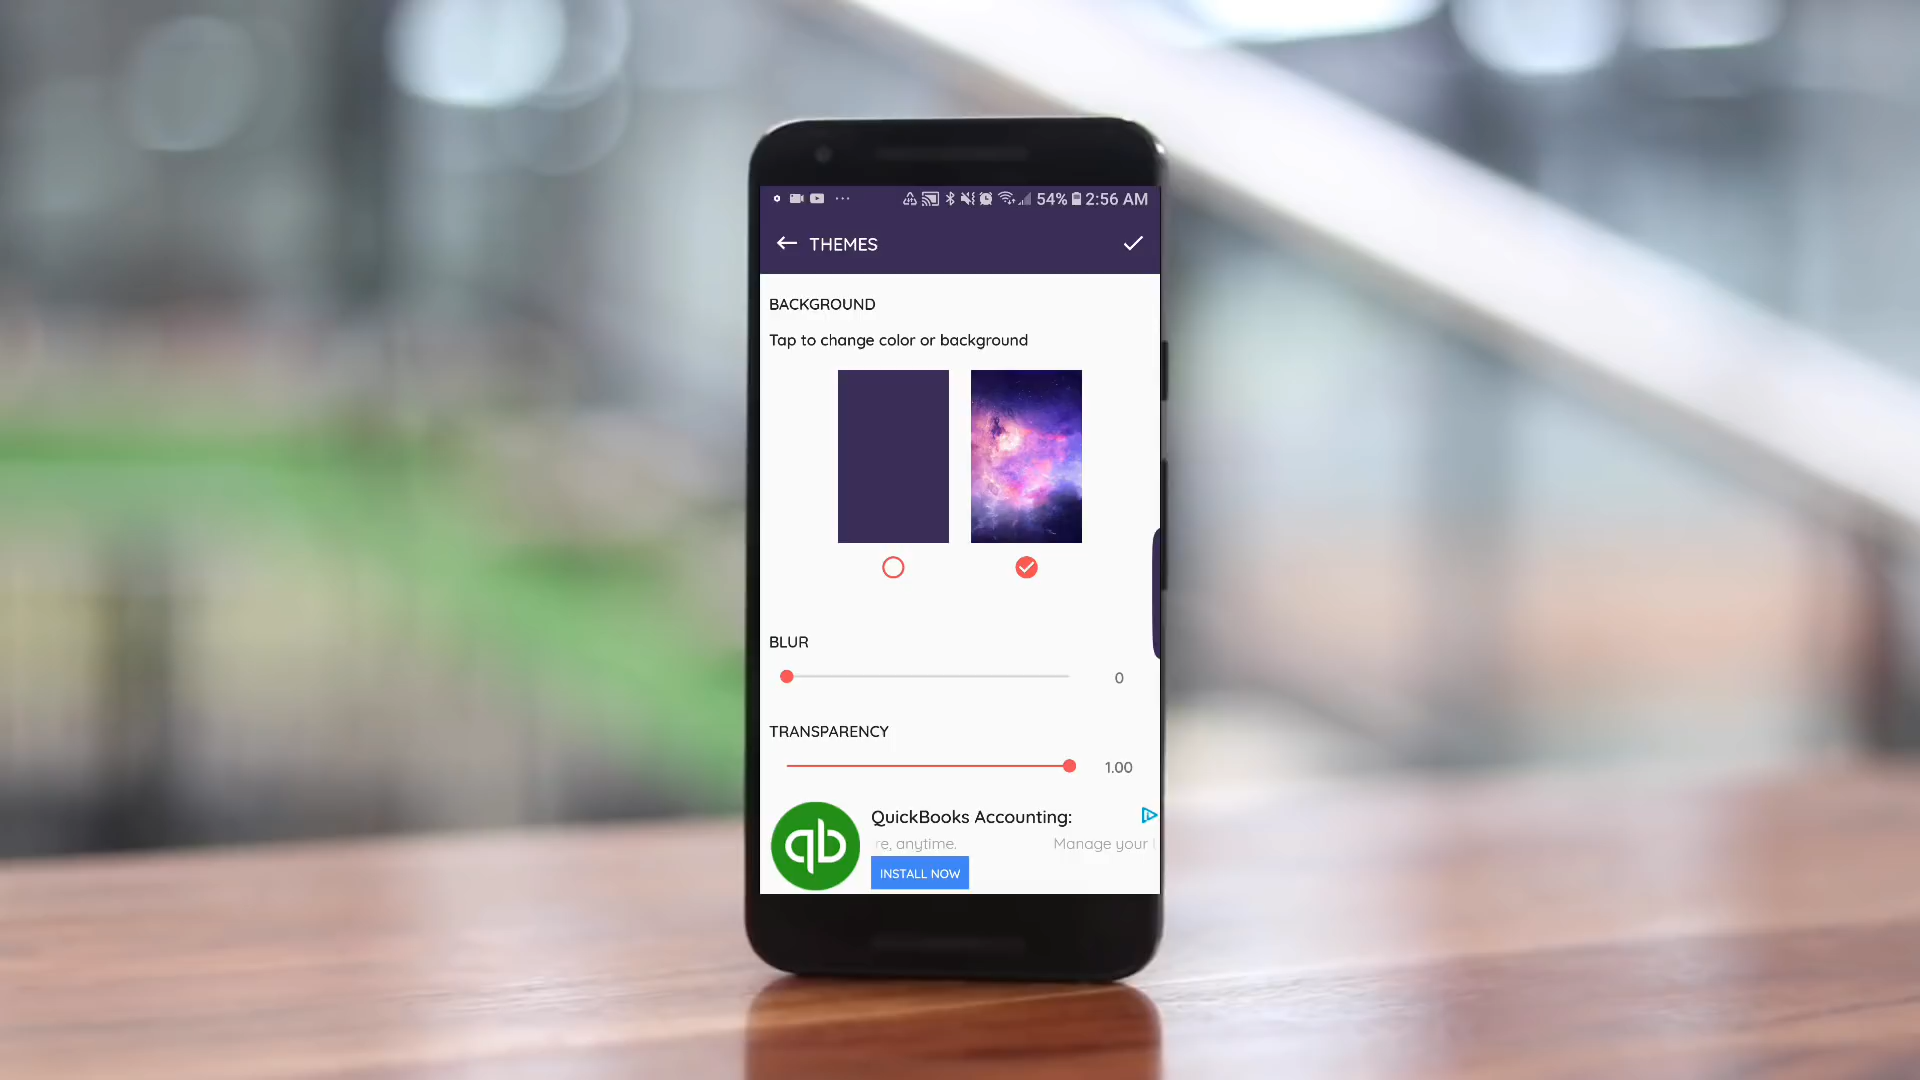 54% 2:56 AM
THEMES
BACKGROUND
Tap to change color or background
BLUR
0
TRANSPARENCY
1.00
qb
QuickBooks Accounting:
re, anytime. Manage your
INSTALL NOW